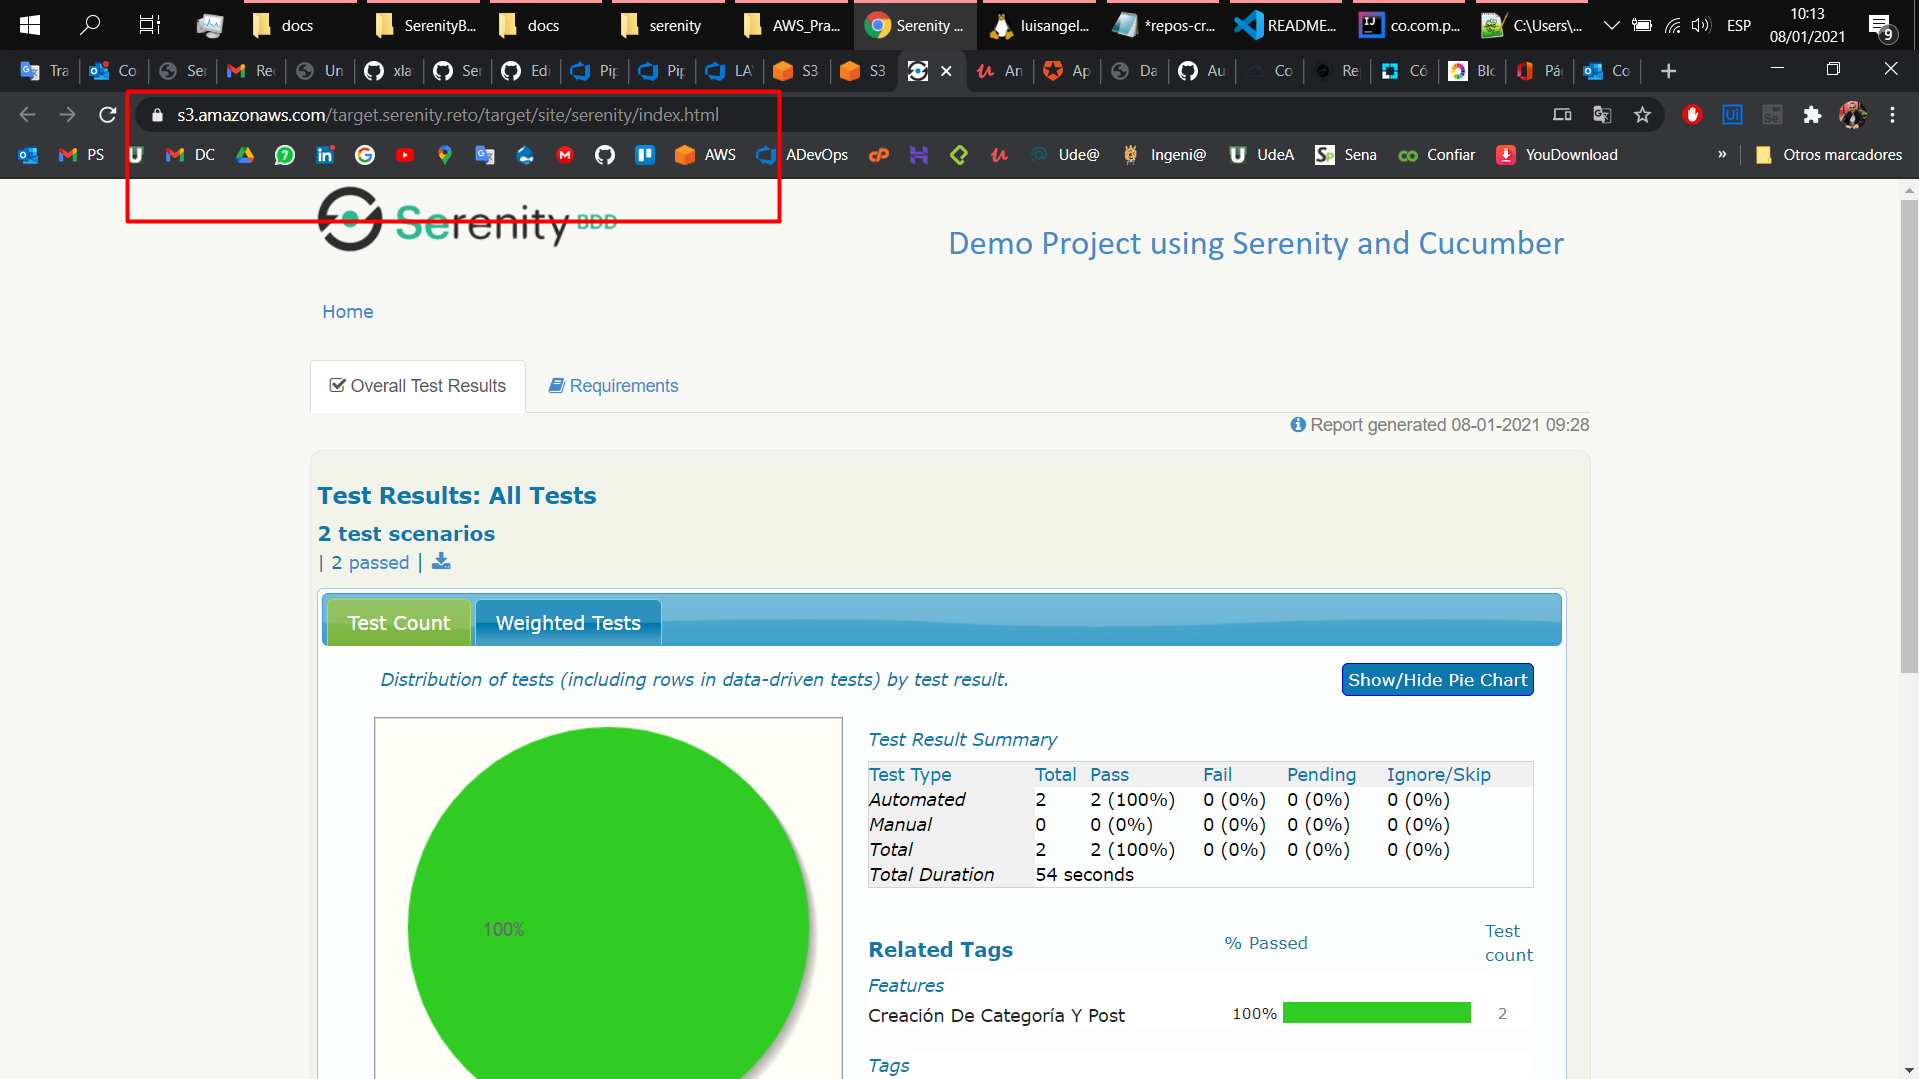 docs
SerenityB...
docs
serenity
AWS_Pra...
Serenity ...
luisangel...
*repos-cr...
README...
co.com.p...
C:\Users\...
ESP
10:13
08/01/2021
9
Tra
Co
Ser
Rec
Un
xla
Ser
Edi
Pip
Pip
LA
S3
S3
An
Ap
Da
Au
Co
Re
Có
Blo
Pá
Co
s3.amazonaws.com/target.serenity.reto/target/site/serenity/index.html
PS
DC
AWS
ADevOps
Ude@
Ingeni@
UdeA
Sena
Confiar
YouDownload
»
Otros marcadores
Serenity BDD
Demo Project using Serenity and Cucumber
Home
Overall Test Results
Requirements
Report generated 08-01-2021 09:28
Test Results: All Tests
2 test scenarios
| 2 passed |
Test Count
Weighted Tests
Distribution of tests (including rows in data-driven tests) by test result.
Show/Hide Pie Chart
100%
Test Result Summary
Test Type Total Pass Fail Pending Ignore/Skip
Automated 2 2 (100%) 0 (0%) 0 (0%) 0 (0%)
Manual 0 0 (0%) 0 (0%) 0 (0%) 0 (0%)
Total 2 2 (100%) 0 (0%) 0 (0%) 0 (0%)
Total Duration 54 seconds
Related Tags
% Passed
Test count
Features
Creación De Categoría Y Post 100% 2
Tags